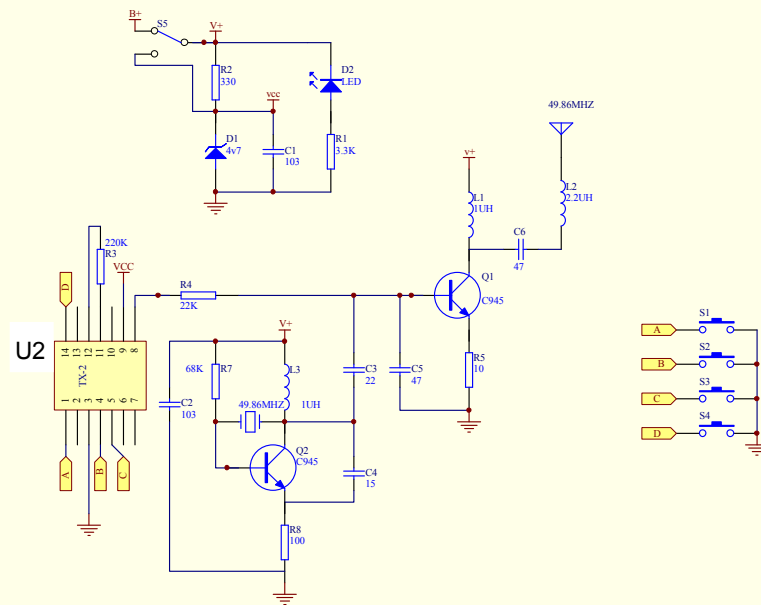 B+
S5
V+
R2
330
vcc
D1
4v7
C1
103
D2
LED
R1
3.3K
49.86MHZ
v+
L1
1UH
L2
2.2UH
C6
47
Q1
C945
R5
10
220K
R3
VCC
D
R4
22K
U2
TX-2
14
13
12
11
10
9
8
1
2
3
4
5
6
7
A
B
C
V+
68K
R7
L3
1UH
49.86MHZ
C2
103
C3
22
C5
47
Q2
C945
C4
15
R8
100
A
S1
B
S2
C
S3
D
S4